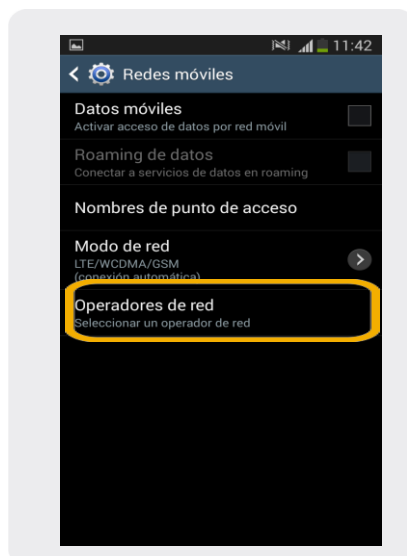 11:42
Redes móviles
Datos móviles
Activar acceso de datos por red móvil
Roaming de datos
Conectar a servicios de datos en roaming
Nombres de punto de acceso
Modo de red
LTE/WCDMA/GSM
(conexión automática)
Operadores de red
Seleccionar un operador de red